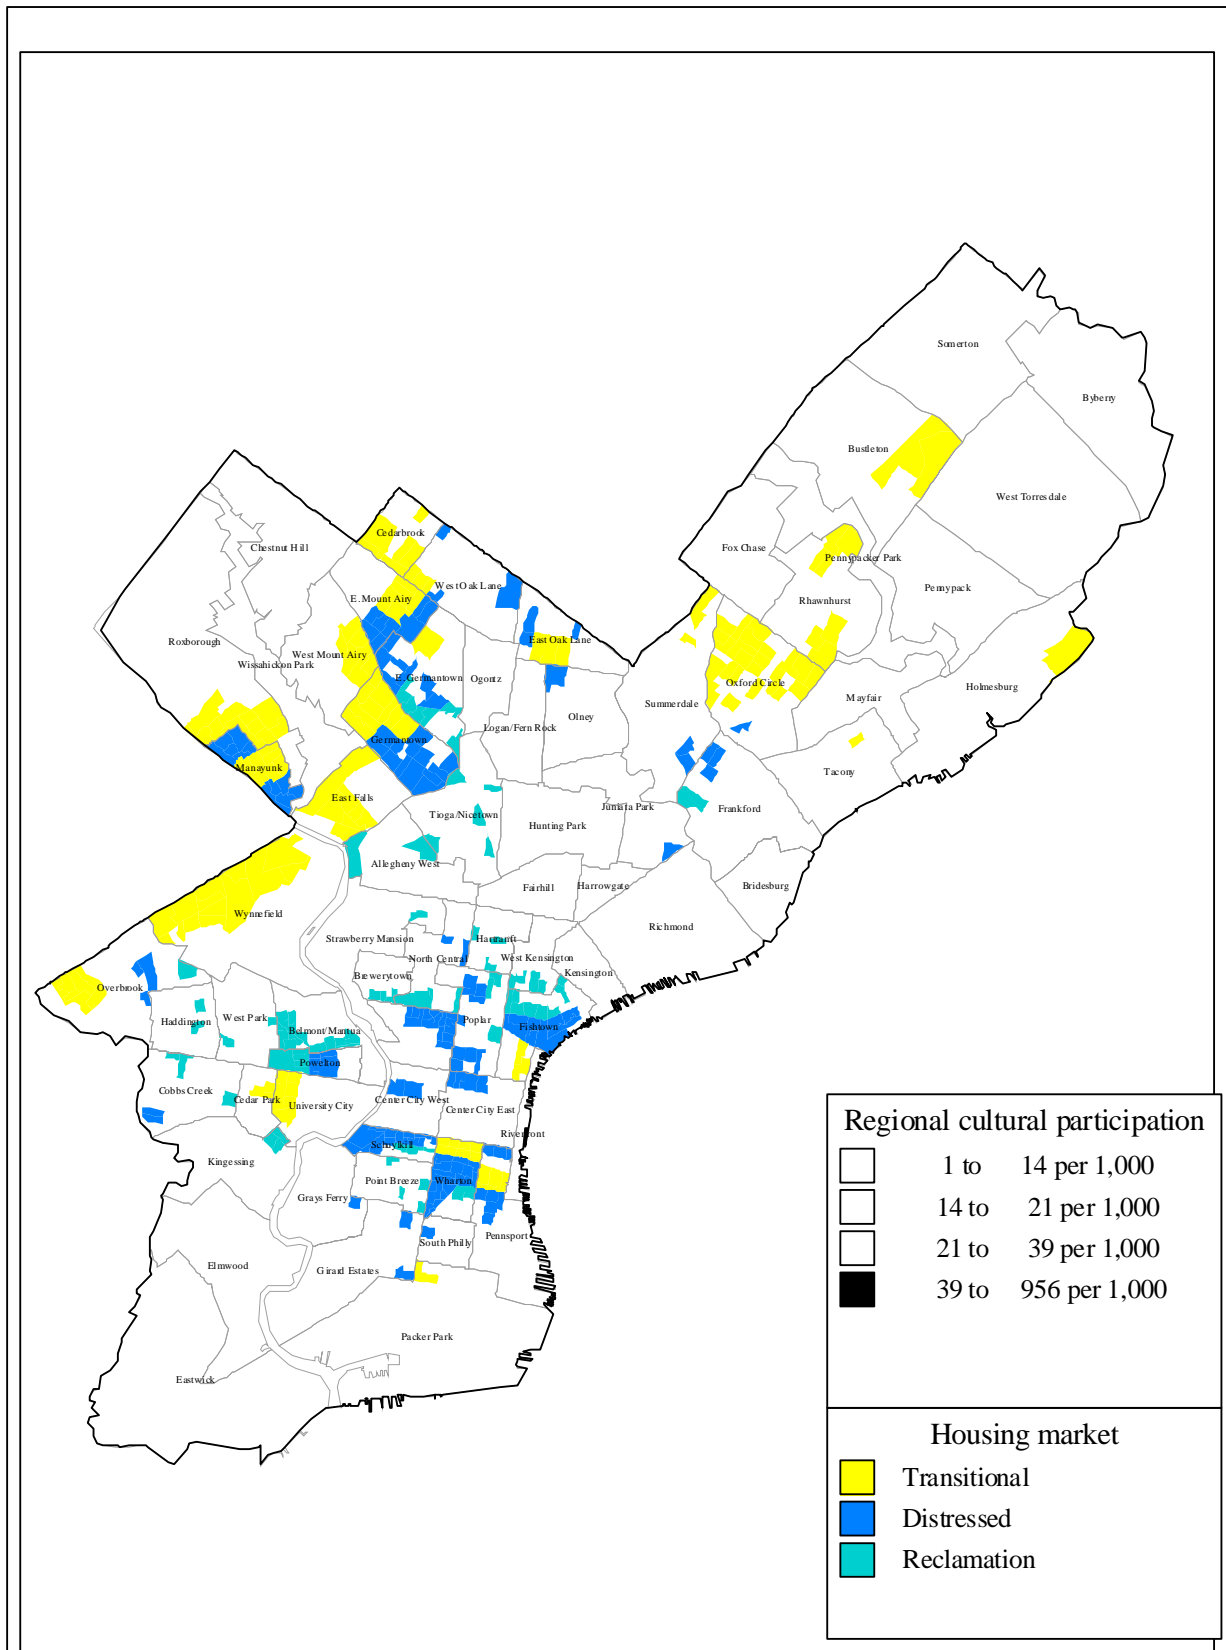 Somerton
Byberry
Bustleton
West Torresdale
Cedarbrook
Chestnut Hill
Fox Chase
Pennypacker Park
West Oak Lane
Pennypack
E. Mount Airy
Rhawnhurst
Roxborough
East Oak Lane
West Mount Airy
Wissahickon Park
E. Germantown
Ogontz
Oxford Circle
Holmesburg
Mayfair
Summerdale
Olney
Logan/Fern Rock
Germantown
Manayunk
Tacony
East Falls
Juniata Park
Frankford
Tioga/Nicetown
Hunting Park
Allegheny West
Fairhill
Harrowgate
Bridesburg
Wynnefield
Richmond
Strawberry Mansion
Hartranft
North Central
West Kensington
Brewerytown
Kensington
Overbrook
Haddington
West Park
Belmont/Mantua
Poplar
Fishtown
Powelton
Cobbs Creek
Cedar Park
University City
Center City West
Center City East
Riverfront
Schuylkill
Kingessing
Point Breeze
Wharton
Grays Ferry
South Philly
Pennsport
Elmwood
Girard Estates
Packer Park
Eastwick
Regional cultural participation
1 to 14 per 1,000
14 to 21 per 1,000
21 to 39 per 1,000
39 to 956 per 1,000
Housing market
Transitional
Distressed
Reclamation